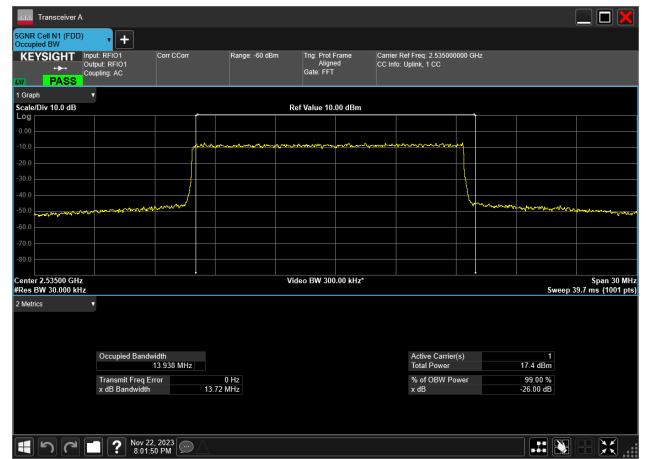 Transceiver A
5GNR Cell N1 (FDD)
Occupied BW
KEYSIGHT Input: RFIO1 Corr CCorr Range: -60 dBm Trig: Prot Frame Carrier Ref Freq: 2.535000000 GHz
Output: RFIO1 Aligned CC Info: Uplink, 1 CC
Coupling: AC Gate: FFT
PASS
1 Graph
Scale/Div 10.0 dB Ref Value 10.00 dBm
Log
0.00
-10.0
-20.0
-30.0
-40.0
-50.0
-60.0
-70.0
-80.0
Center 2.53500 GHz Video BW 300.00 kHz* Span 30 MHz
#Res BW 30.000 kHz Sweep 39.7 ms (1001 pts)
2 Metrics
Occupied Bandwidth Active Carrier(s) 1
13.938 MHz Total Power 17.4 dBm
Transmit Freq Error 0 Hz % of OBW Power 99.00 %
x dB Bandwidth 13.72 MHz x dB -26.00 dB
? Nov 22, 2023
8:01:50 PM